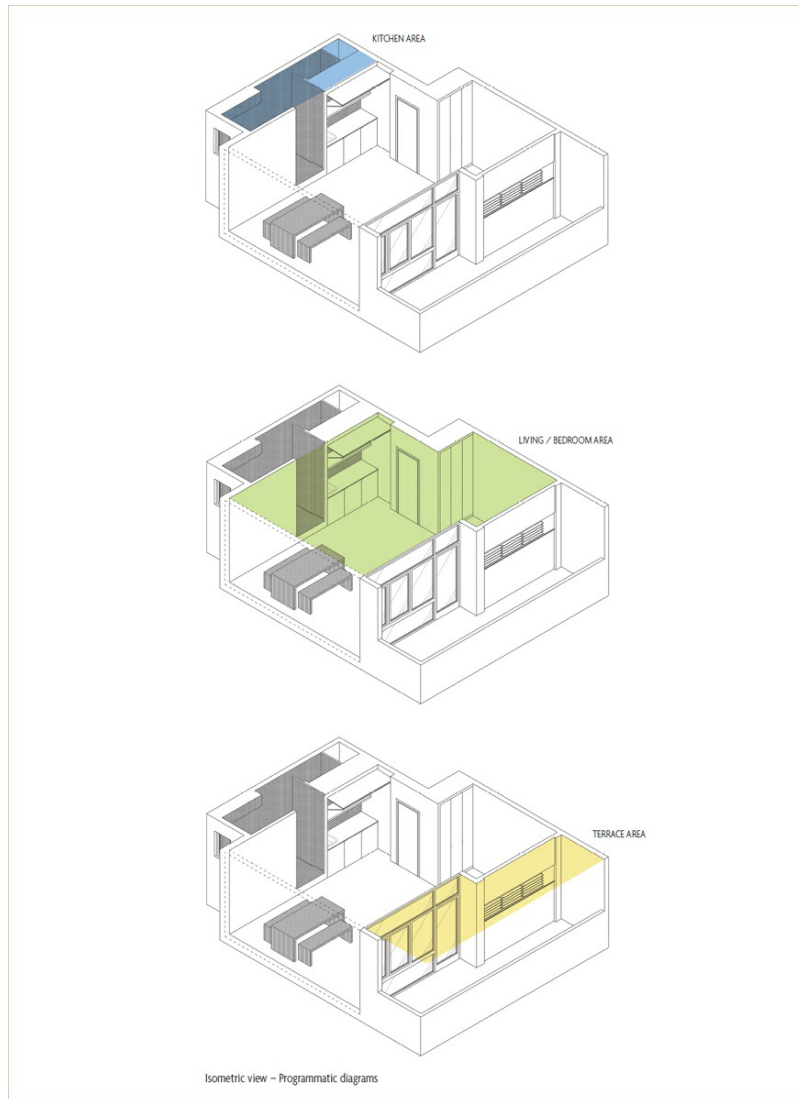 KITCHEN AREA
LIVING / BEDROOM AREA
TERRACE AREA
Isometric view – Programmatic diagrams